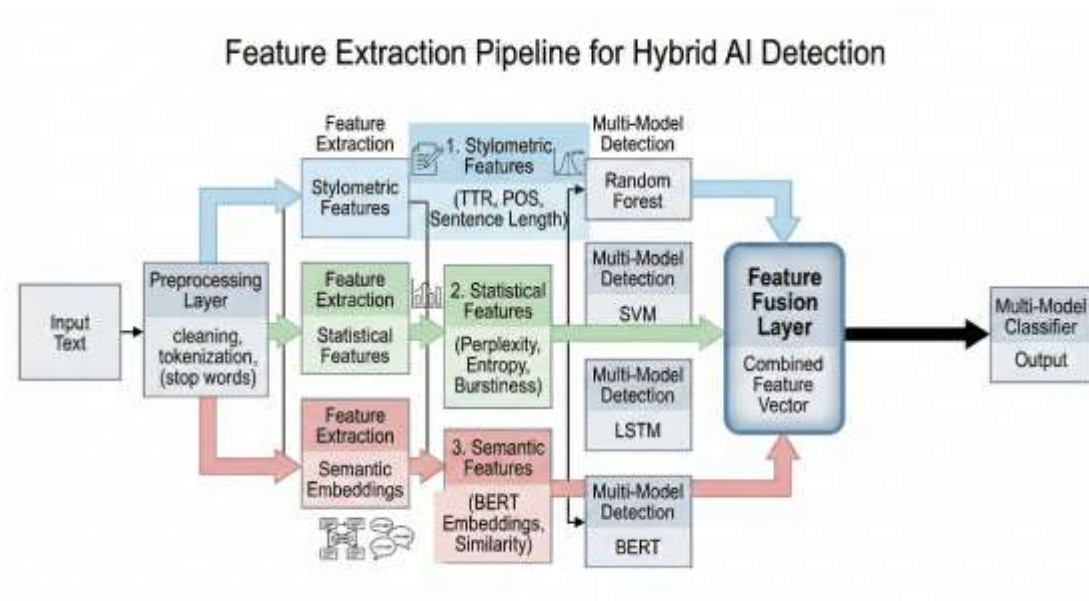 Feature Extraction Pipeline for Hybrid AI Detection
Input
Text
Preprocessing
Layer
cleaning,
tokenization,
(stop words)
Feature
Extraction
Stylometric
Features
1. Stylometric
Features
(TTR, POS,
Sentence Length)
Feature
Extraction
Statistical
Features
2. Statistical
Features
(Perplexity,
Entropy,
Burstiness)
Feature
Extraction
Semantic
Embeddings
3. Semantic
Features
(BERT
Embeddings,
Similarity)
Multi-Model
Detection
Random
Forest
Multi-Model
Detection
SVM
Multi-Model
Detection
LSTM
Multi-Model
Detection
BERT
Feature
Fusion
Layer
Combined
Feature
Vector
Multi-Model
Classifier
Output